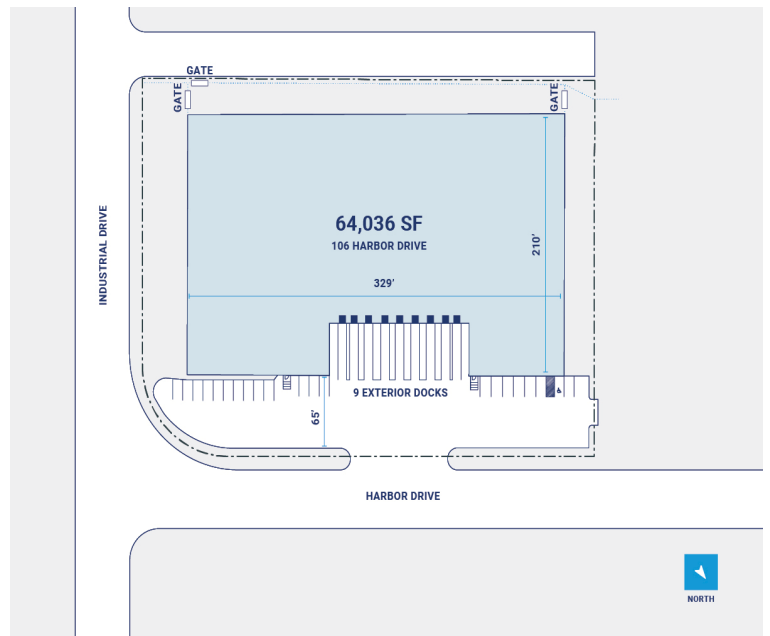 GATE
GATE
GATE
64,036 SF
106 HARBOR DRIVE
INDUSTRIAL DRIVE
210'
329'
9 EXTERIOR DOCKS
65'
HARBOR DRIVE
NORTH